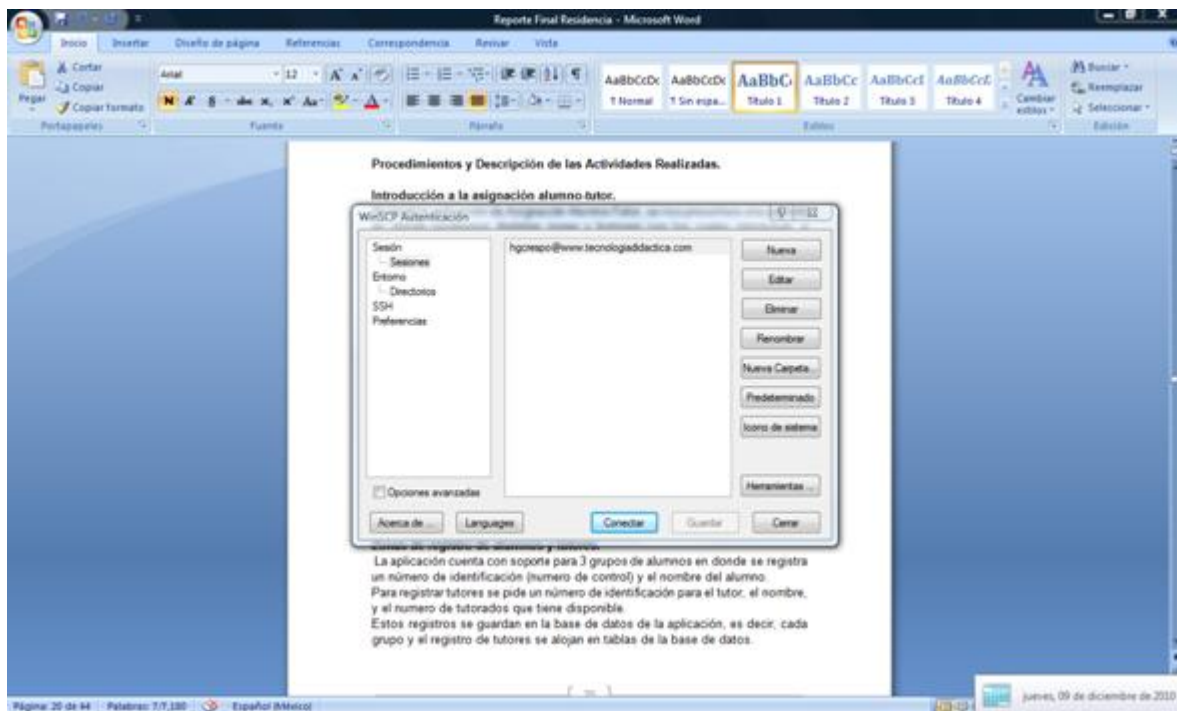 Reporte Final Residencia - Microsoft Word
Inicio Insertar Diseño de página Referencias Correspondencia Revisar Vista
Pegar
Cortar
Copiar
Copiar formato
Portapapeles
Arial 12
Fuente
Párrafo
AaBbCcDc AaBbCcDc AaBbC AaBbCc AaBbCcI AaBbCcL
¶ Normal ¶ Sin espa... Título 1 Título 2 Título 3 Título 4
Cambiar estilos
Estilos
Buscar
Reemplazar
Seleccionar
Edición
Procedimientos y Descripción de las Actividades Realizadas.
Introducción a la asignación alumno-tutor.
WinSCP Autenticación
Sesión
Sesiones
Entorno
Directorios
SSH
Preferencias
hgcrespo@www.tecnologiadidactica.com
Nueva
Editar
Eliminar
Renombrar
Nueva Carpeta...
Predeterminado
Icono de sistema
Herramientas ...
Opciones avanzadas
Acerca de ... Languages Conectar Guardar Cerrar
zonas de registro de alumnos y tutores.
La aplicación cuenta con soporte para 3 grupos de alumnos en donde se registra
un número de identificación (numero de control) y el nombre del alumno.
Para registrar tutores se pide un número de identificación para el tutor, el nombre,
y el numero de tutorados que tiene disponible.
Estos registros se guardan en la base de datos de la aplicación, es decir, cada
grupo y el registro de tutores se alojan en tablas de la base de datos.
Página: 20 de 44 Palabras: 7/7,180 Español (México)
jueves, 09 de diciembre de 2010